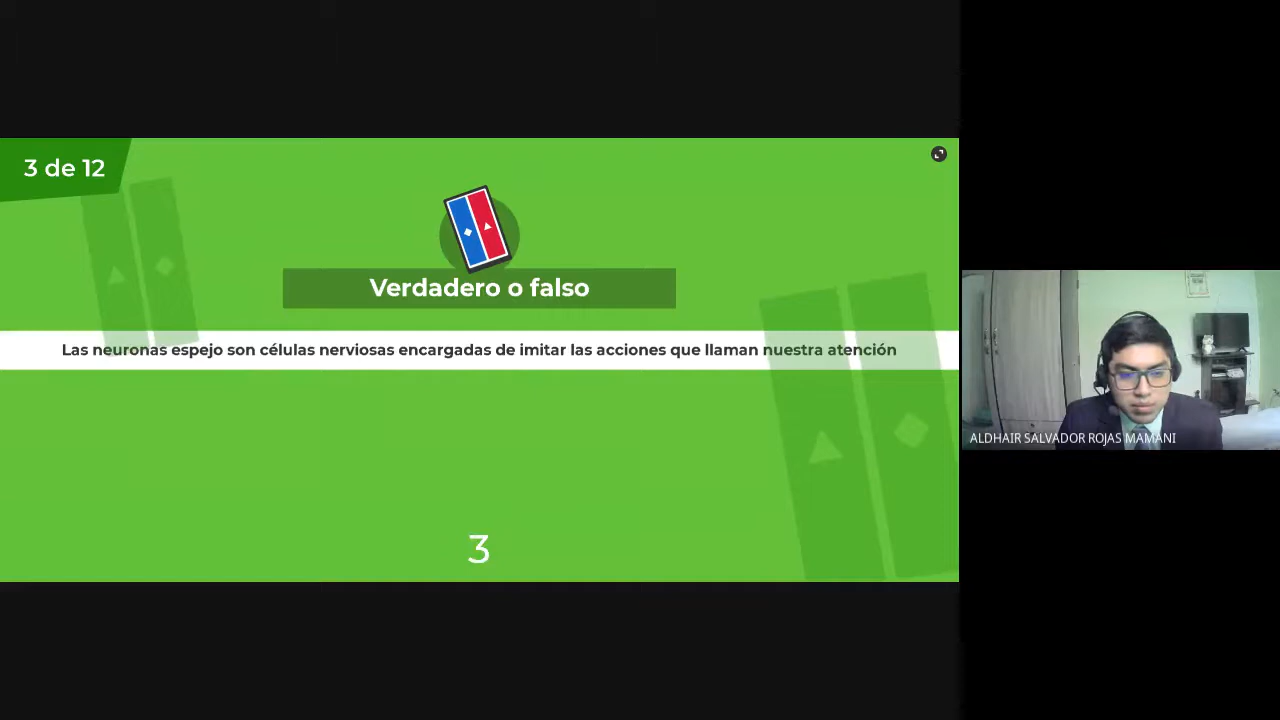 3 de 12
Verdadero o falso
Las neuronas espejo son células nerviosas encargadas de imitar las acciones que llaman nuestra atención
3
ALDHAIR SALVADOR ROJAS MAMANI